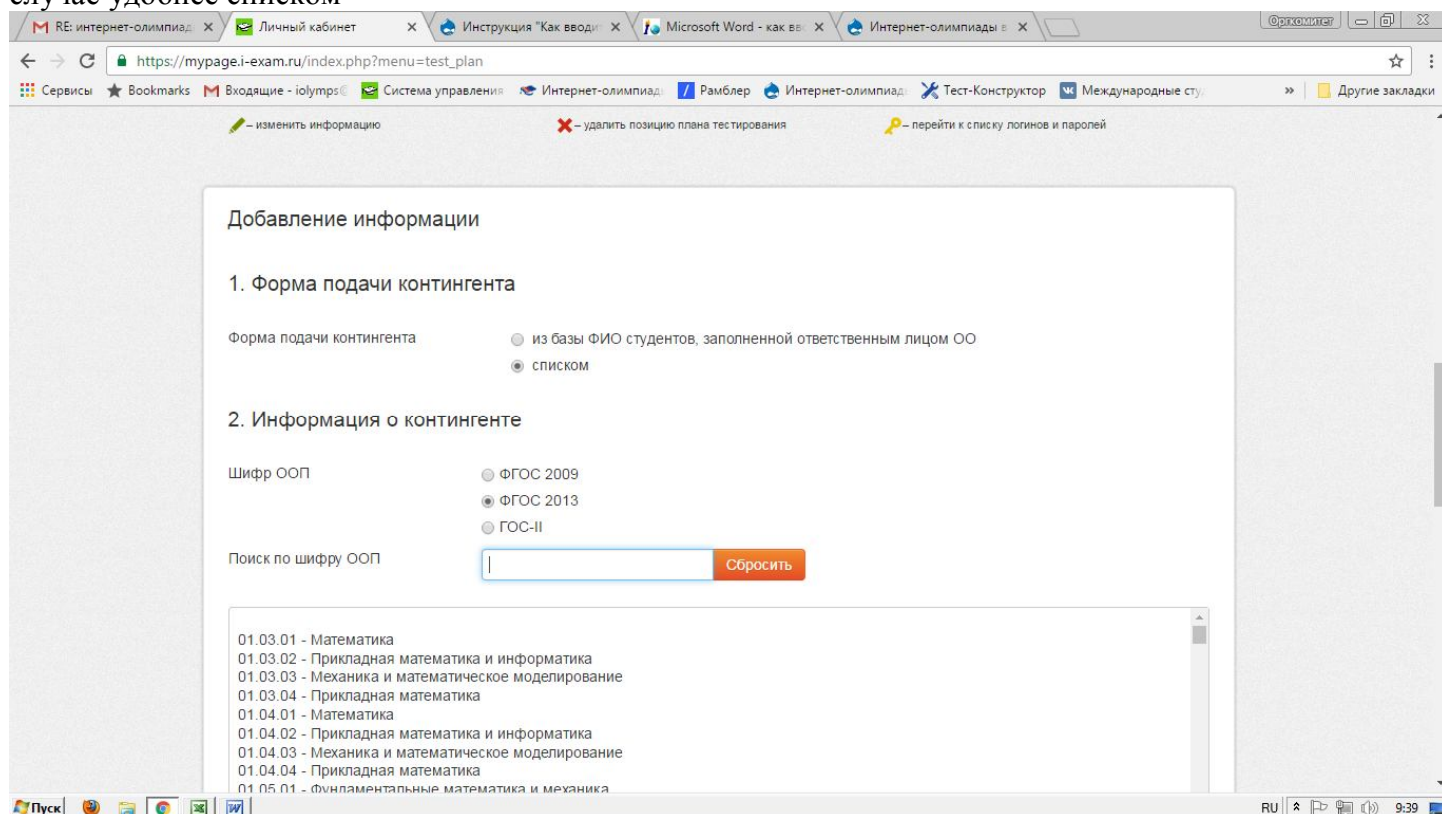 случае удобнее списком
RE: интернет-олимпиад
Личный кабинет
Инструкция "Как вводи
Microsoft Word - как вв
Интернет-олимпиады в
Оргкомитет
https://mypage.i-exam.ru/index.php?menu=test_plan
Сервисы
Bookmarks
Входящие - iolymps@
Система управления
Интернет-олимпиад
Рамблер
Интернет-олимпиад
Тест-Конструктор
Международные сту
»
Другие закладки
– изменить информацию
– удалить позицию плана тестирования
– перейти к списку логинов и паролей
Добавление информации
1. Форма подачи контингента
Форма подачи контингента
из базы ФИО студентов, заполненной ответственным лицом ОО
списком
2. Информация о контингенте
Шифр ООП
ФГОС 2009
ФГОС 2013
ГОС-II
Поиск по шифру ООП
Сбросить
01.03.01 - Математика
01.03.02 - Прикладная математика и информатика
01.03.03 - Механика и математическое моделирование
01.03.04 - Прикладная математика
01.04.01 - Математика
01.04.02 - Прикладная математика и информатика
01.04.03 - Механика и математическое моделирование
01.04.04 - Прикладная математика
01.05.01 - Фундаментальные математика и механика
Пуск
RU
9:39